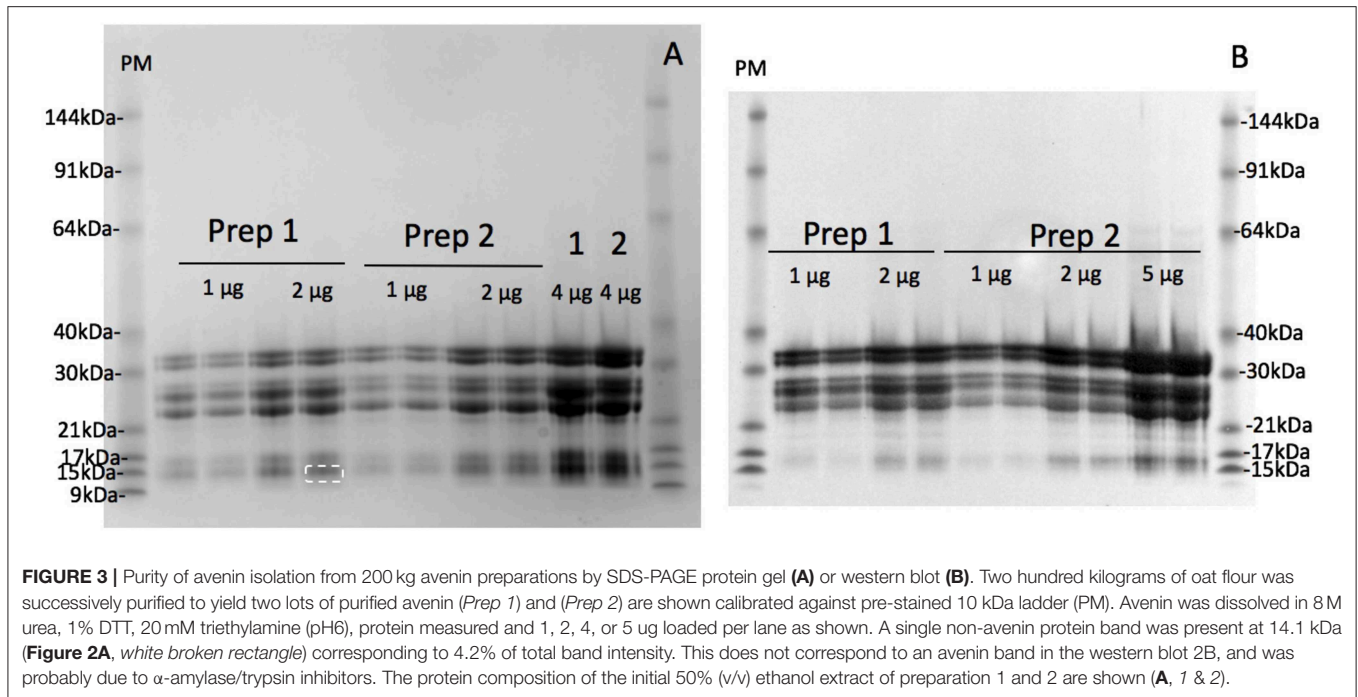 A
PM
144kDa-
91kDa-
64kDa-
40kDa-
30kDa-
21kDa-
17kDa-
15kDa-
9kDa-
Prep 1
Prep 2
1
2
1 µg
2 µg
1 µg
2 µg
4 µg
4 µg
B
PM
Prep 1
Prep 2
1 µg
2 µg
1 µg
2 µg
5 µg
-144kDa
-91kDa
-64kDa
-40kDa
-30kDa
-21kDa
-17kDa
-15kDa
FIGURE 3 | Purity of avenin isolation from 200 kg avenin preparations by SDS-PAGE protein gel (A) or western blot (B). Two hundred kilograms of oat flour was
successively purified to yield two lots of purified avenin (Prep 1) and (Prep 2) are shown calibrated against pre-stained 10 kDa ladder (PM). Avenin was dissolved in 8 M
urea, 1% DTT, 20 mM triethylamine (pH6), protein measured and 1, 2, 4, or 5 ug loaded per lane as shown. A single non-avenin protein band was present at 14.1 kDa
(Figure 2A, white broken rectangle) corresponding to 4.2% of total band intensity. This does not correspond to an avenin band in the western blot 2B, and was
probably due to α-amylase/trypsin inhibitors. The protein composition of the initial 50% (v/v) ethanol extract of preparation 1 and 2 are shown (A, 1 & 2).